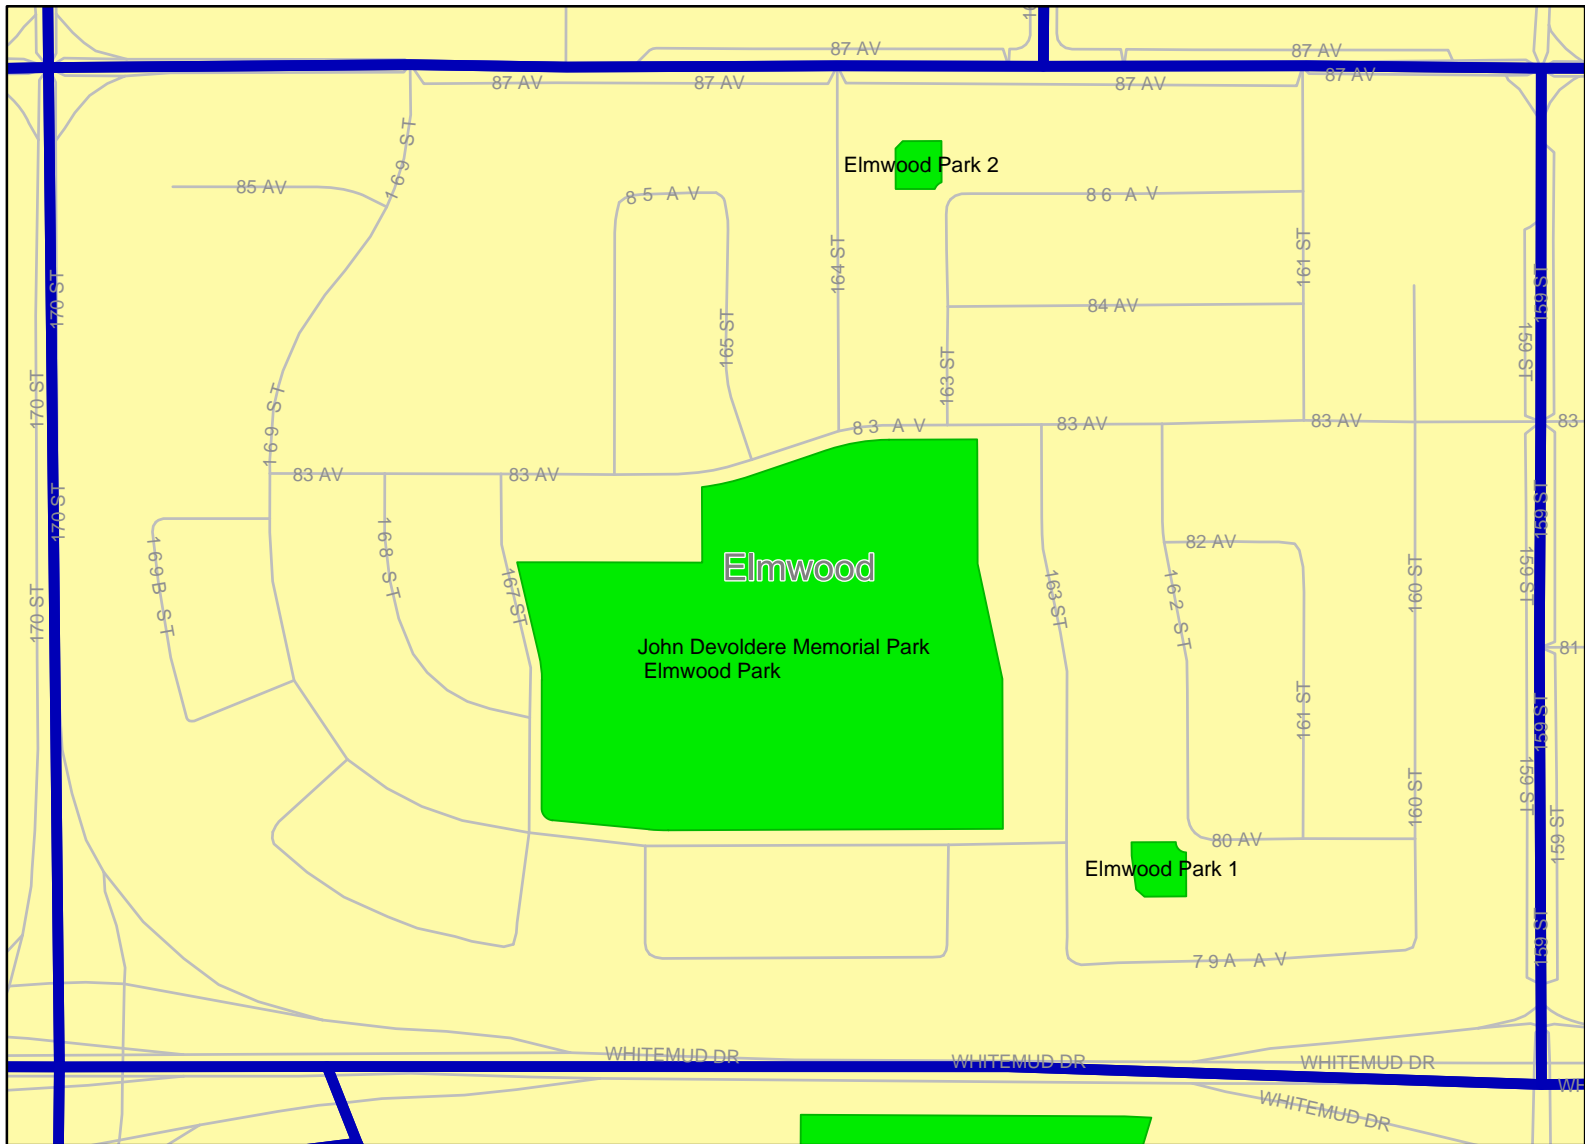 87 AV
87 AV
87 AV
87 AV
87 AV
87 AV
169 ST
Elmwood Park 2
85 AV
85 AV
86 AV
164 ST
161 ST
170 ST
159 ST
84 AV
165 ST
159 ST
163 ST
170 ST
169 ST
83 AV
83 AV
83 AV
83
83 AV
83 AV
170 ST
168 ST
159 ST
82 AV
Elmwood
169B ST
167 ST
163 ST
162 ST
160 ST
159 ST
170 ST
John Devoldere Memorial Park
Elmwood Park
81
161 ST
159 ST
160 ST
159 ST
159 ST
80 AV
Elmwood Park 1
159 ST
79A AV
WHITEMUD DR
WHITEMUD DR
WHITEMUD DR
WH
WHITEMUD DR